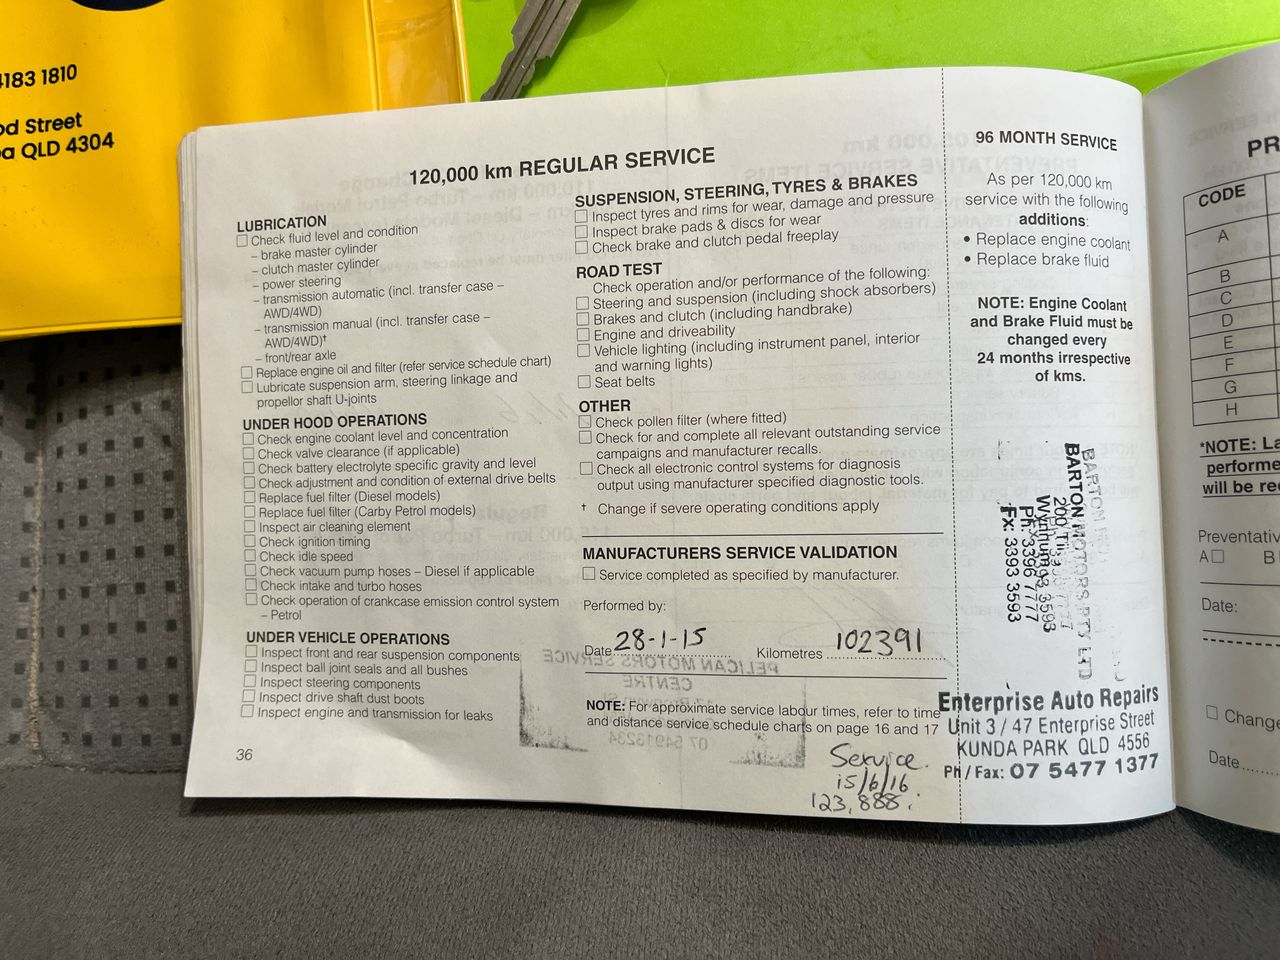 4183 1810
od Street
a QLD 4304
120,000 km REGULAR SERVICE
LUBRICATION
Check fluid level and condition
– brake master cylinder
– clutch master cylinder
– power steering
– transmission automatic (incl. transfer case –
AWD/4WD)
– transmission manual (incl. transfer case –
AWD/4WD)†
– front/rear axle
Replace engine oil and filter (refer service schedule chart)
Lubricate suspension arm, steering linkage and
propellor shaft U-joints
UNDER HOOD OPERATIONS
Check engine coolant level and concentration
Check valve clearance (if applicable)
Check battery electrolyte specific gravity and level
Check adjustment and condition of external drive belts
Replace fuel filter (Diesel models)
Replace fuel filter (Carby Petrol models)
Inspect air cleaning element
Check ignition timing
Check idle speed
Check vacuum pump hoses – Diesel if applicable
Check intake and turbo hoses
Check operation of crankcase emission control system
– Petrol
UNDER VEHICLE OPERATIONS
Inspect front and rear suspension components
Inspect ball joint seals and all bushes
Inspect steering components
Inspect drive shaft dust boots
Inspect engine and transmission for leaks
36
SUSPENSION, STEERING, TYRES & BRAKES
Inspect tyres and rims for wear, damage and pressure
Inspect brake pads & discs for wear
Check brake and clutch pedal freeplay
ROAD TEST
Check operation and/or performance of the following:
Steering and suspension (including shock absorbers)
Brakes and clutch (including handbrake)
Engine and driveability
Vehicle lighting (including instrument panel, interior
and warning lights)
Seat belts
OTHER
Check pollen filter (where fitted)
Check for and complete all relevant outstanding service
campaigns and manufacturer recalls.
Check all electronic control systems for diagnosis
output using manufacturer specified diagnostic tools.
† Change if severe operating conditions apply
MANUFACTURERS SERVICE VALIDATION
Service completed as specified by manufacturer.
Performed by:
Date 28-1-15 Kilometres 102391
PELICAN MOTORS SERVICE
CENTRE
07 54913234
NOTE: For approximate service labour times, refer to time
and distance service schedule charts on page 16 and 17
Service.
15/6/16
123,888.
96 MONTH SERVICE
As per 120,000 km
service with the following
additions:
• Replace engine coolant
• Replace brake fluid
NOTE: Engine Coolant
and Brake Fluid must be
changed every
24 months irrespective
of kms.
BARTON MOTORS PTY LTD
200 Tin
Wynnum
Ph: 3396 7777
Fx: 3393 3593
Enterprise Auto Repairs
Unit 3 / 47 Enterprise Street
KUNDA PARK QLD 4556
Ph / Fax: 07 5477 1377
PR
CODE
A
B
C
D
E
F
G
H
*NOTE: La
performe
will be re
Preventativ
A B
Date:
Change
Date